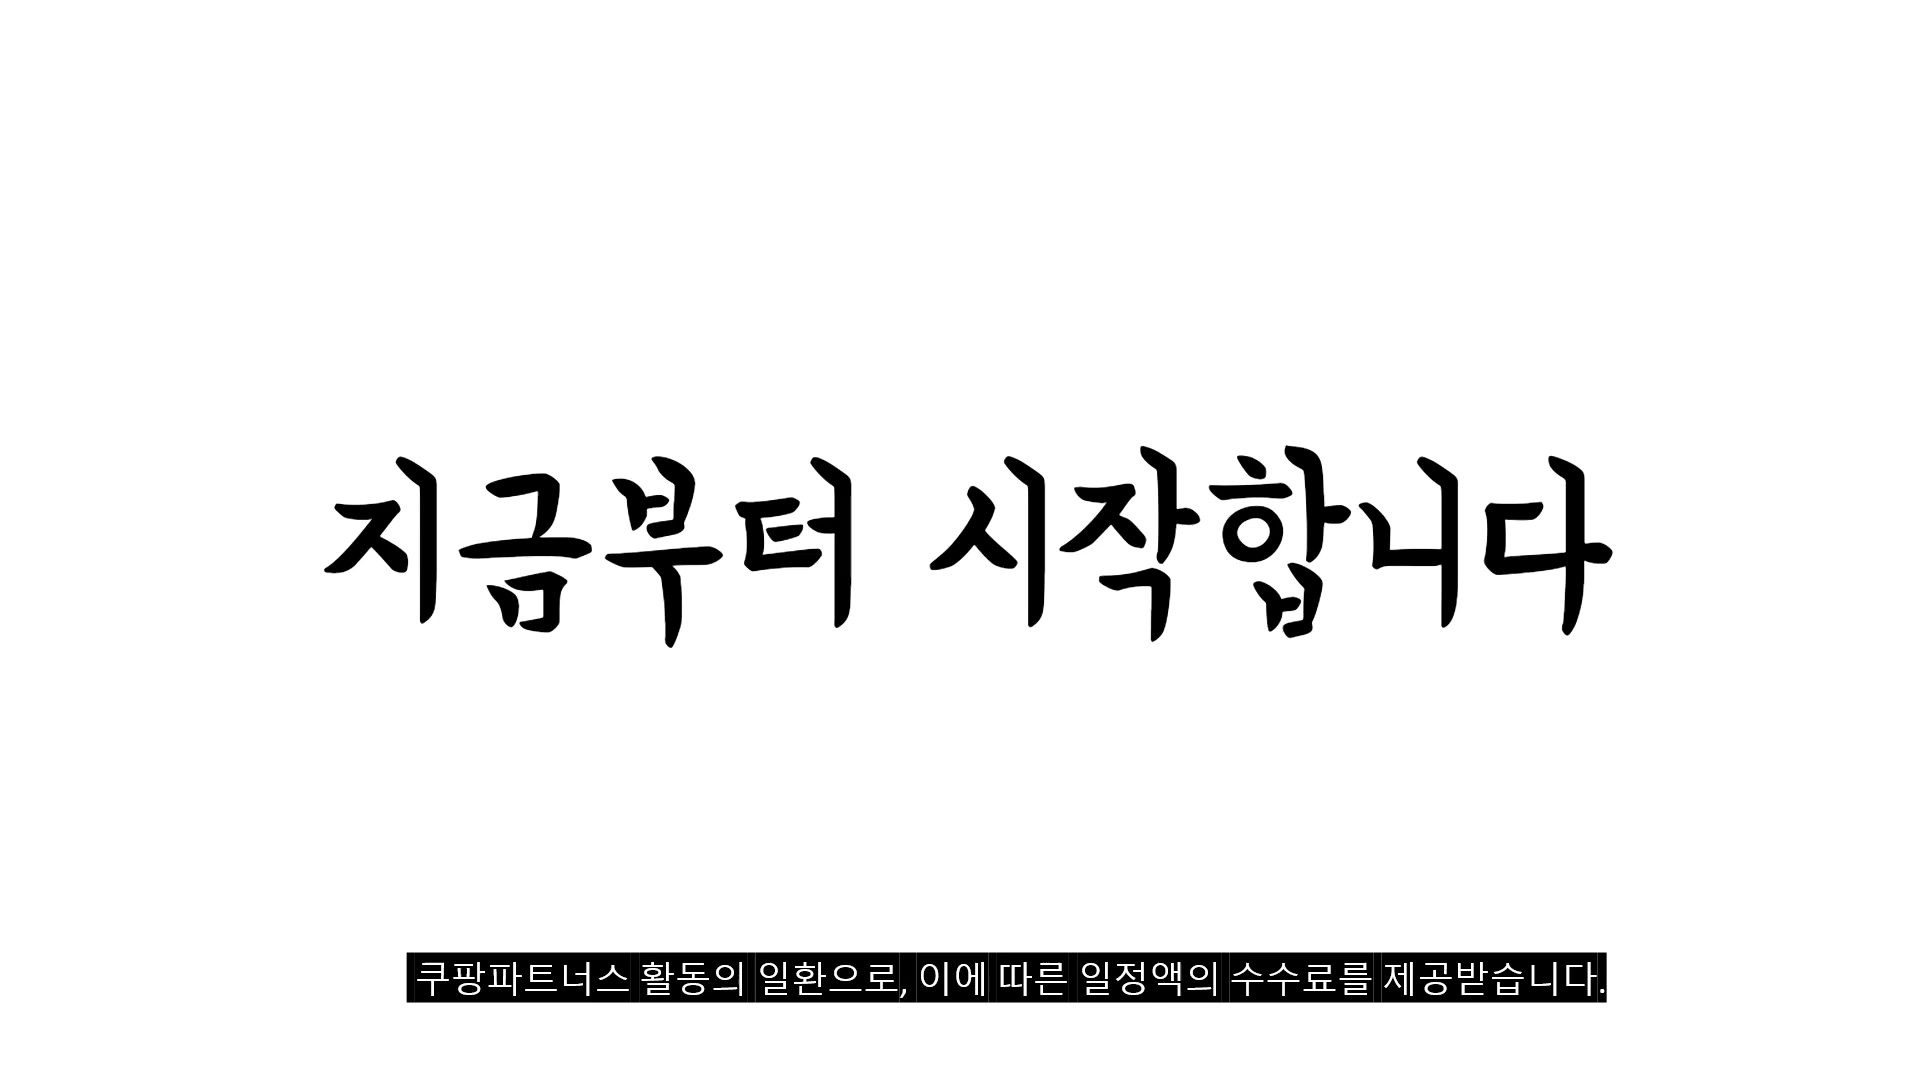 지금부터 시작합니다
쿠팡파트너스 활동의 일환으로, 이에 따른 일정액의 수수료를 제공받습니다.